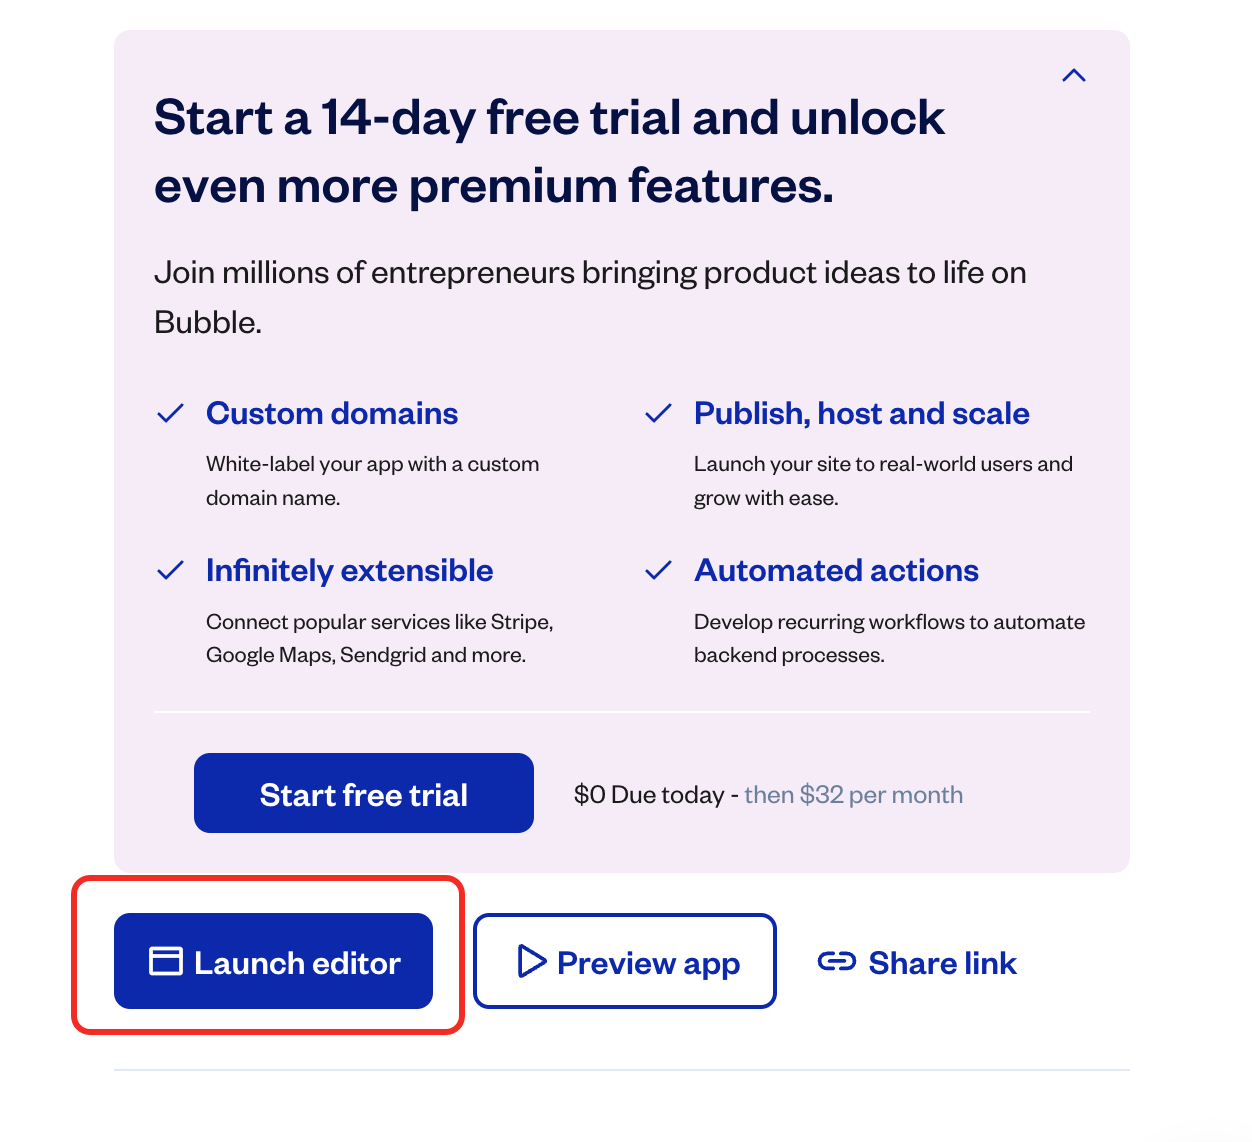 Start a 14-day free trial and unlock
even more premium features.
Join millions of entrepreneurs bringing product ideas to life on
Bubble.
Custom domains
White-label your app with a custom
domain name.
Publish, host and scale
Launch your site to real-world users and
grow with ease.
Infinitely extensible
Connect popular services like Stripe,
Google Maps, Sendgrid and more.
Automated actions
Develop recurring workflows to automate
backend processes.
Start free trial
$0 Due today - then $32 per month
Launch editor
Preview app
Share link